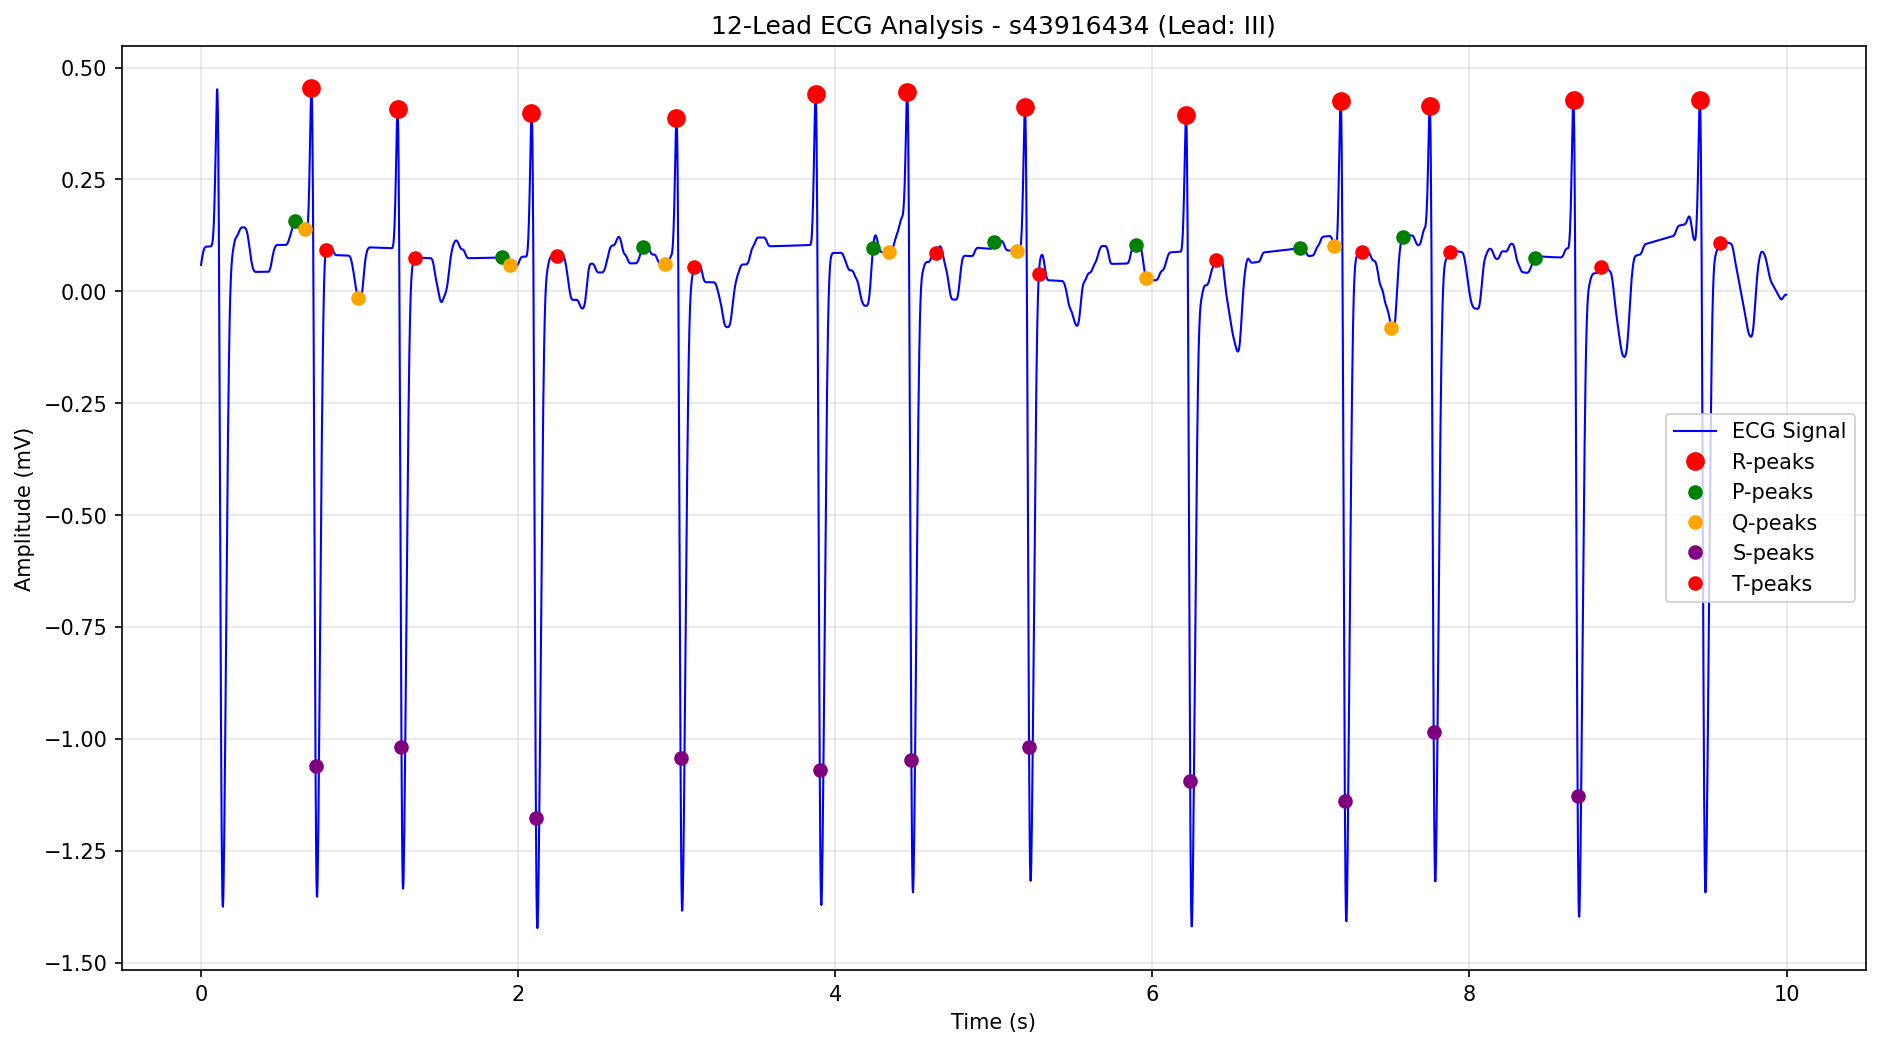 12-Lead ECG Analysis - s43916434 (Lead: III)
Amplitude (mV)
0.50
0.25
0.00
−0.25
−0.50
−0.75
−1.00
−1.25
−1.50
ECG Signal
R-peaks
P-peaks
Q-peaks
S-peaks
T-peaks
0 2 4 6 8 10
Time (s)